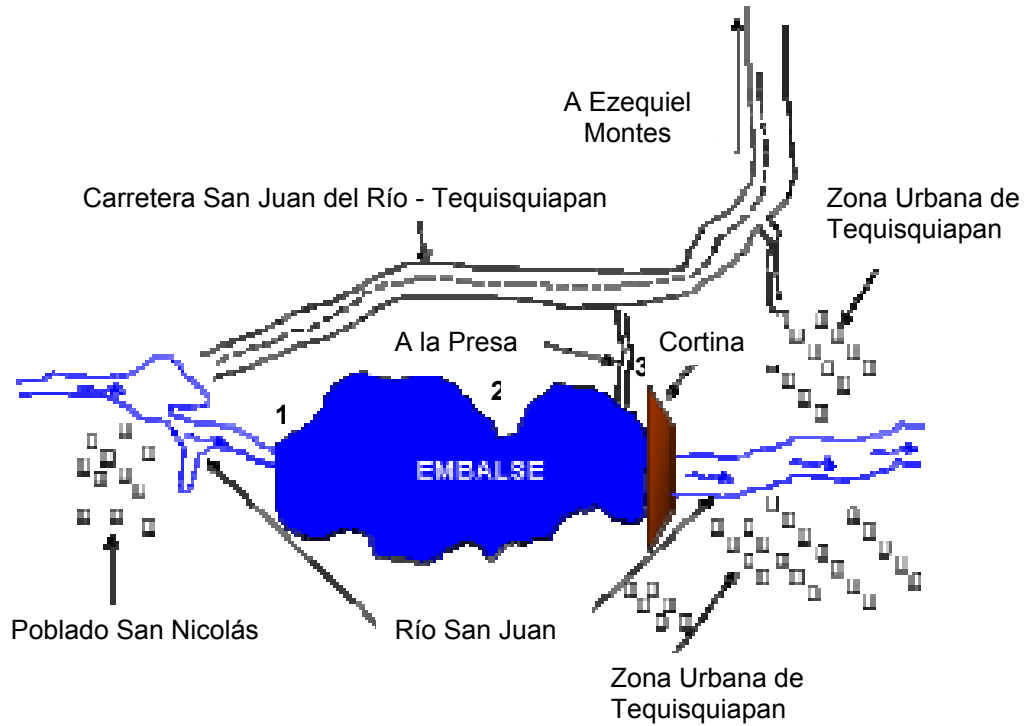 A Ezequiel
Montes
Carretera San Juan del Río - Tequisquiapan
Zona Urbana de
Tequisquiapan
A la Presa
3
Cortina
1
2
EMBALSE
Poblado San Nicolás
Río San Juan
Zona Urbana de
Tequisquiapan